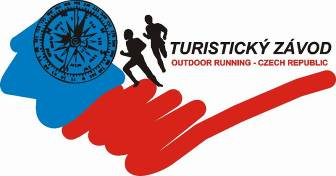 TURISTICKÝ ZÁVOD
OUTDOOR RUNNING - CZECH REPUBLIC